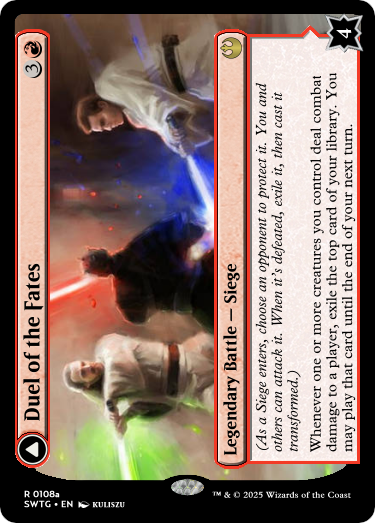 Duel of the Fates
3
Legendary Battle — Siege
(As a Siege enters, choose an opponent to protect it. You and
others can attack it. When it's defeated, exile it, then cast it
transformed.)
Whenever one or more creatures you control deal combat
damage to a player, exile the top card of your library. You
may play that card until the end of your next turn.
4
R 0108a
SWTG • EN KULISZU
™ & © 2025 Wizards of the Coast